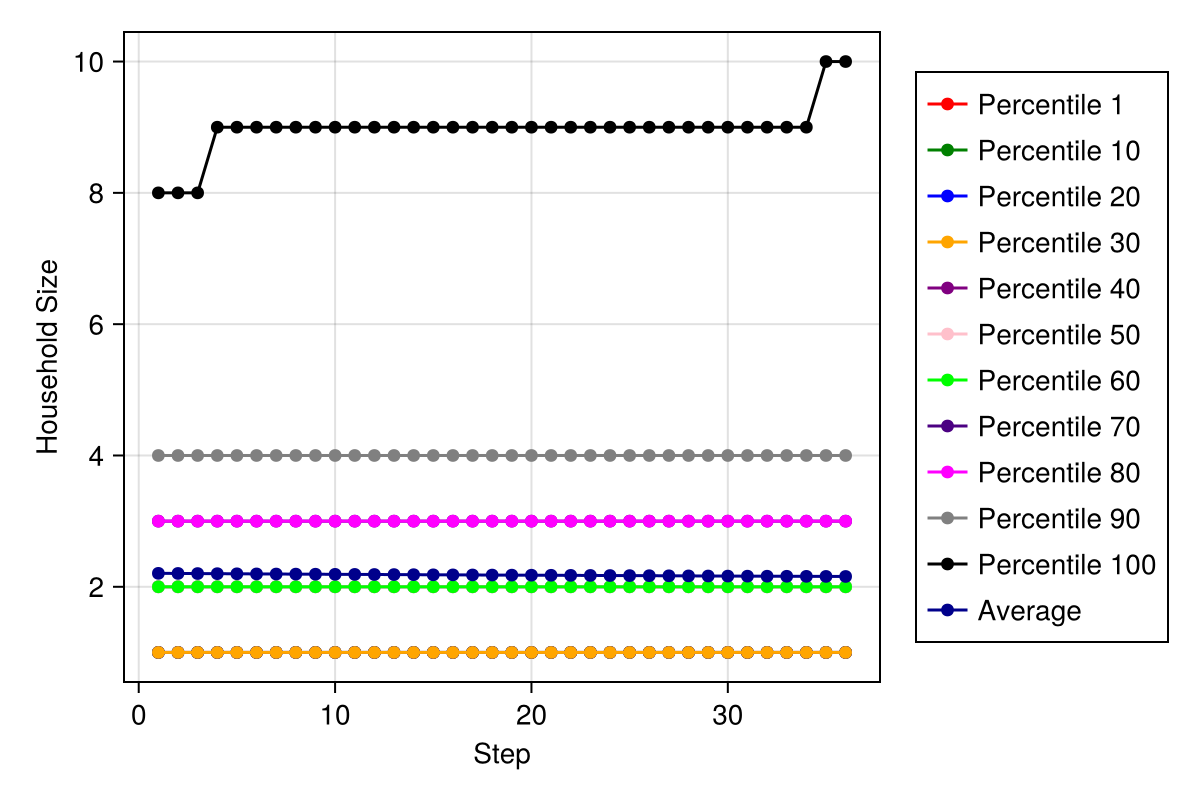 10
8
6
4
2
Household Size
0
10
20
30
Step
Percentile 1
Percentile 10
Percentile 20
Percentile 30
Percentile 40
Percentile 50
Percentile 60
Percentile 70
Percentile 80
Percentile 90
Percentile 100
Average